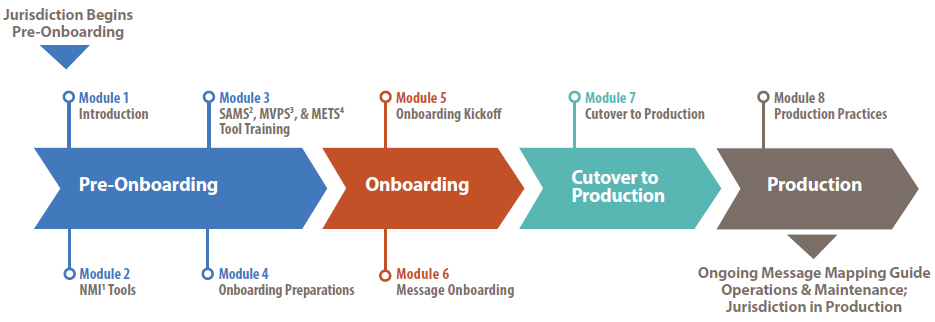 Jurisdiction Begins
Pre-Onboarding
Module 1
Introduction
Module 3
SAMS², MVPS³, & METS⁴
Tool Training
Module 5
Onboarding Kickoff
Module 7
Cutover to Production
Module 8
Production Practices
Pre-Onboarding
Onboarding
Cutover to
Production
Production
Module 2
NMI¹ Tools
Module 4
Onboarding Preparations
Module 6
Message Onboarding
Ongoing Message Mapping Guide
Operations & Maintenance;
Jurisdiction in Production